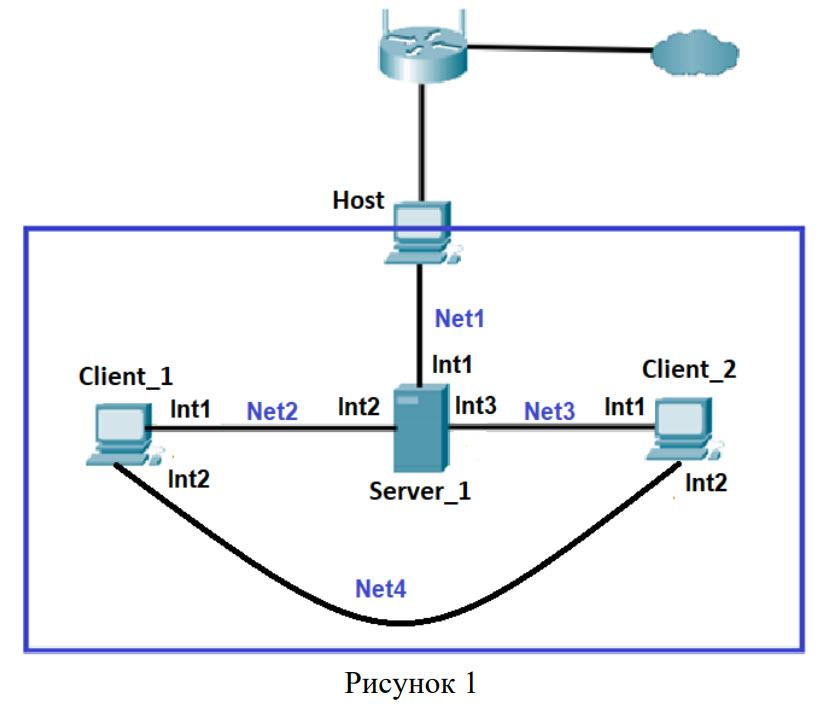 Host
Net1
Int1
Client_1
Client_2
Int1
Net2
Int2
Int3
Net3
Int1
Int2
Server_1
Int2
Net4
Рисунок 1